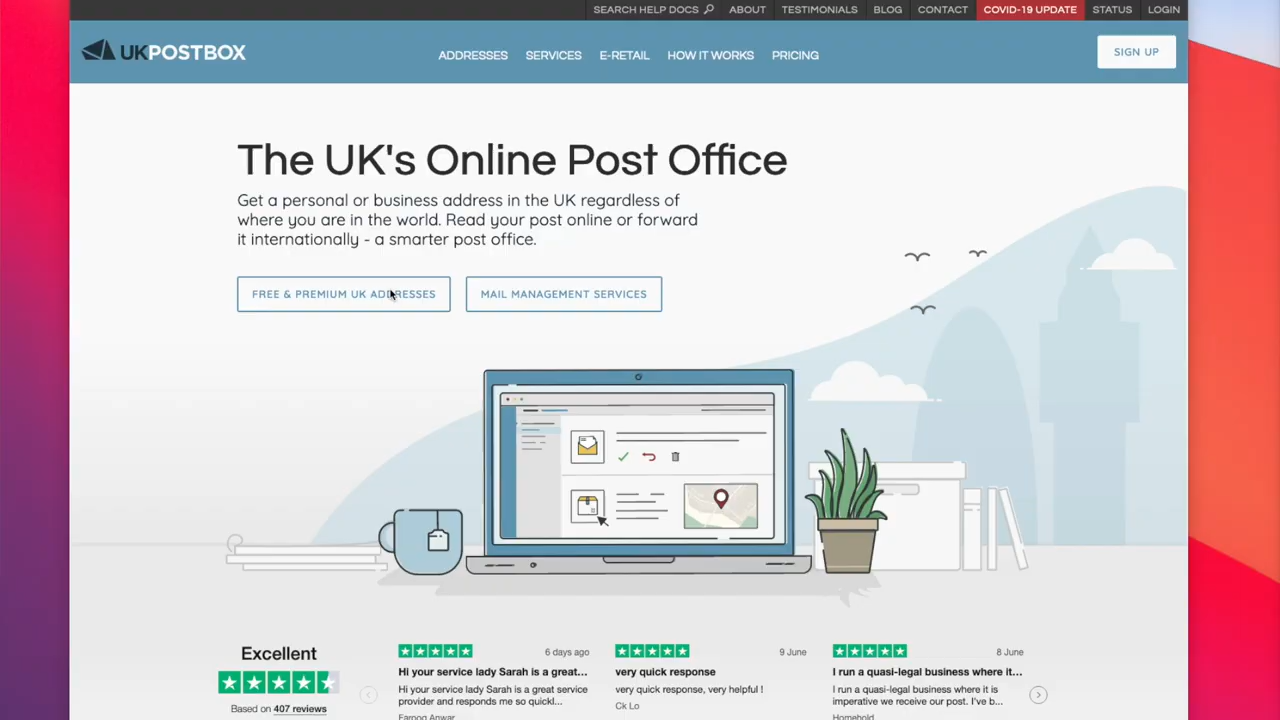 SEARCH HELP DOCS ABOUT TESTIMONIALS BLOG CONTACT COVID-19 UPDATE STATUS LOGIN
UKPOSTBOX ADDRESSES SERVICES E-RETAIL HOW IT WORKS PRICING SIGN UP
The UK's Online Post Office
Get a personal or business address in the UK regardless of
where you are in the world. Read your post online or forward
it internationally - a smarter post office.
FREE & PREMIUM UK ADDRESSES MAIL MANAGEMENT SERVICES
Excellent
Based on 407 reviews
6 days ago
Hi your service lady Sarah is a great...
Hi your service lady Sarah is a great service
provider and responds me so quickl...
Farooq Anwar
9 June
very quick response
very quick response, very helpful !
Ck Lo
8 June
I run a quasi-legal business where it...
I run a quasi-legal business where it is
imperative we receive our post. I've b...
Homehold